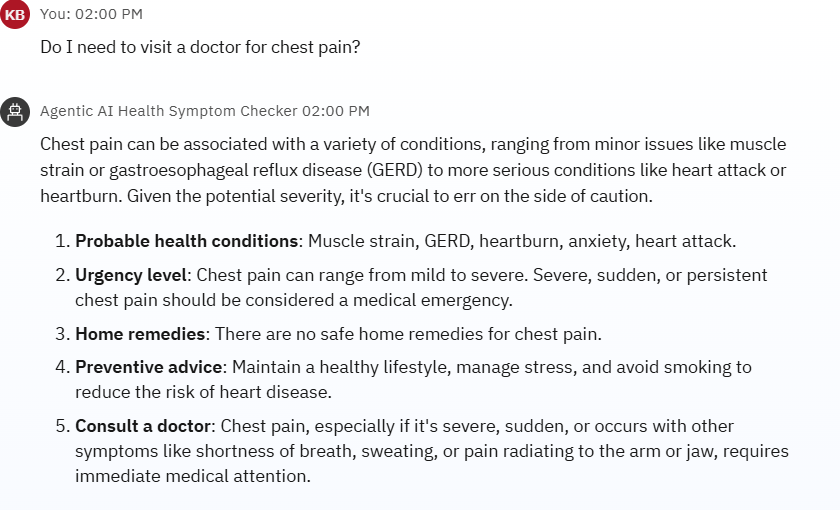 KB You: 02:00 PM
Do I need to visit a doctor for chest pain?
Agentic AI Health Symptom Checker 02:00 PM
Chest pain can be associated with a variety of conditions, ranging from minor issues like muscle
strain or gastroesophageal reflux disease (GERD) to more serious conditions like heart attack or
heartburn. Given the potential severity, it's crucial to err on the side of caution.
1. Probable health conditions: Muscle strain, GERD, heartburn, anxiety, heart attack.
2. Urgency level: Chest pain can range from mild to severe. Severe, sudden, or persistent
chest pain should be considered a medical emergency.
3. Home remedies: There are no safe home remedies for chest pain.
4. Preventive advice: Maintain a healthy lifestyle, manage stress, and avoid smoking to
reduce the risk of heart disease.
5. Consult a doctor: Chest pain, especially if it's severe, sudden, or occurs with other
symptoms like shortness of breath, sweating, or pain radiating to the arm or jaw, requires
immediate medical attention.